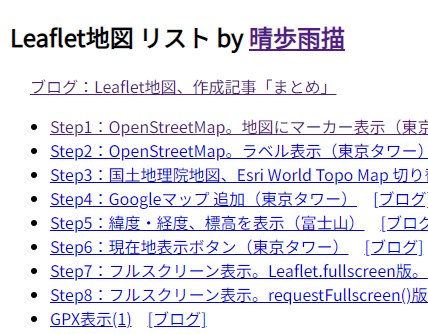 Leaflet地図 リスト by 晴歩雨描
ブログ：Leaflet地図、作成記事「まとめ」
Step1：OpenStreetMap。地図にマーカー表示（東京
Step2：OpenStreetMap。ラベル表示（東京タワー）
Step3：国土地理院地図、Esri World Topo Map 切り
Step4：Googleマップ 追加（東京タワー） [ブログ
Step5：緯度・経度、標高を表示（富士山） [ブログ
Step6：現在地表示ボタン（東京タワー） [ブログ]
Step7：フルスクリーン表示。Leaflet.fullscreen版。
Step8：フルスクリーン表示。requestFullscreen()版
GPX表示(1) [ブログ]